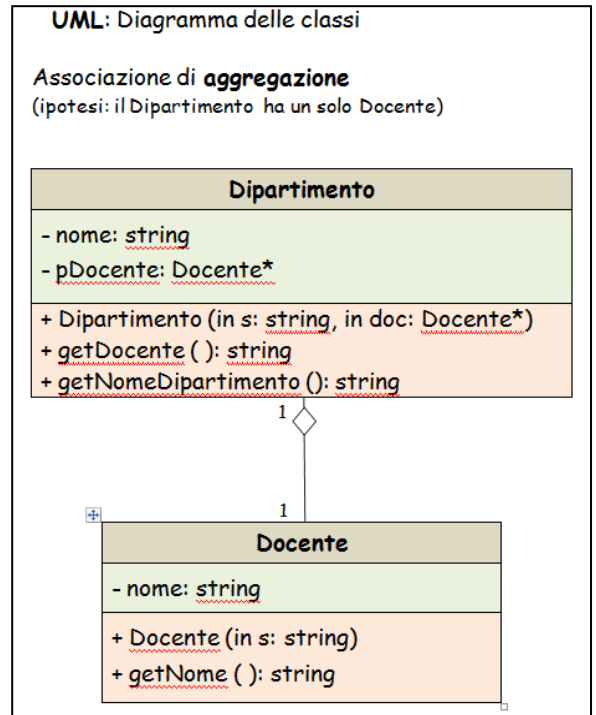 UML: Diagramma delle classi
Associazione di aggregazione
(ipotesi: il Dipartimento ha un solo Docente)
Dipartimento
- nome: string
- pDocente: Docente*
+ Dipartimento (in s: string, in doc: Docente*)
+ getDocente ( ): string
+ getNomeDipartimento (): string
1
1
Docente
- nome: string
+ Docente (in s: string)
+ getNome ( ): string